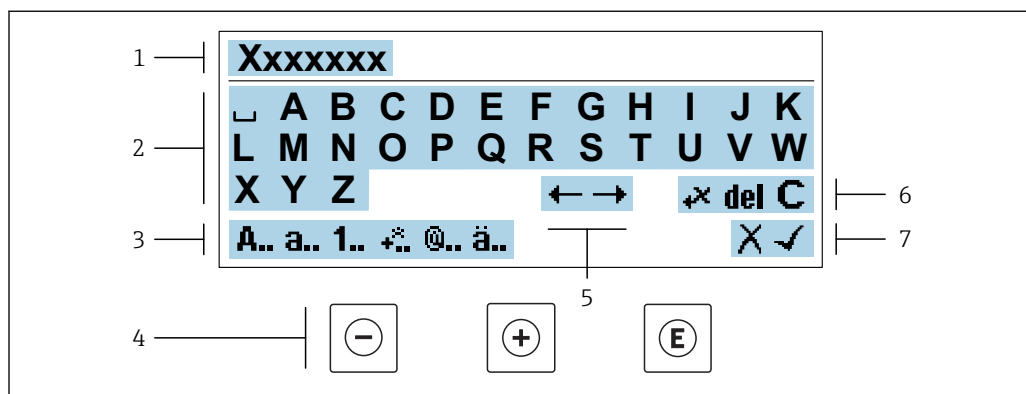 1 Xxxxxxx
2 ␣ A B C D E F G H I J K
L M N O P Q R S T U V W
X Y Z ← → del C 6
3 A.. a.. 1.. @.. ä.. X ✓ 7
5
4 − + E